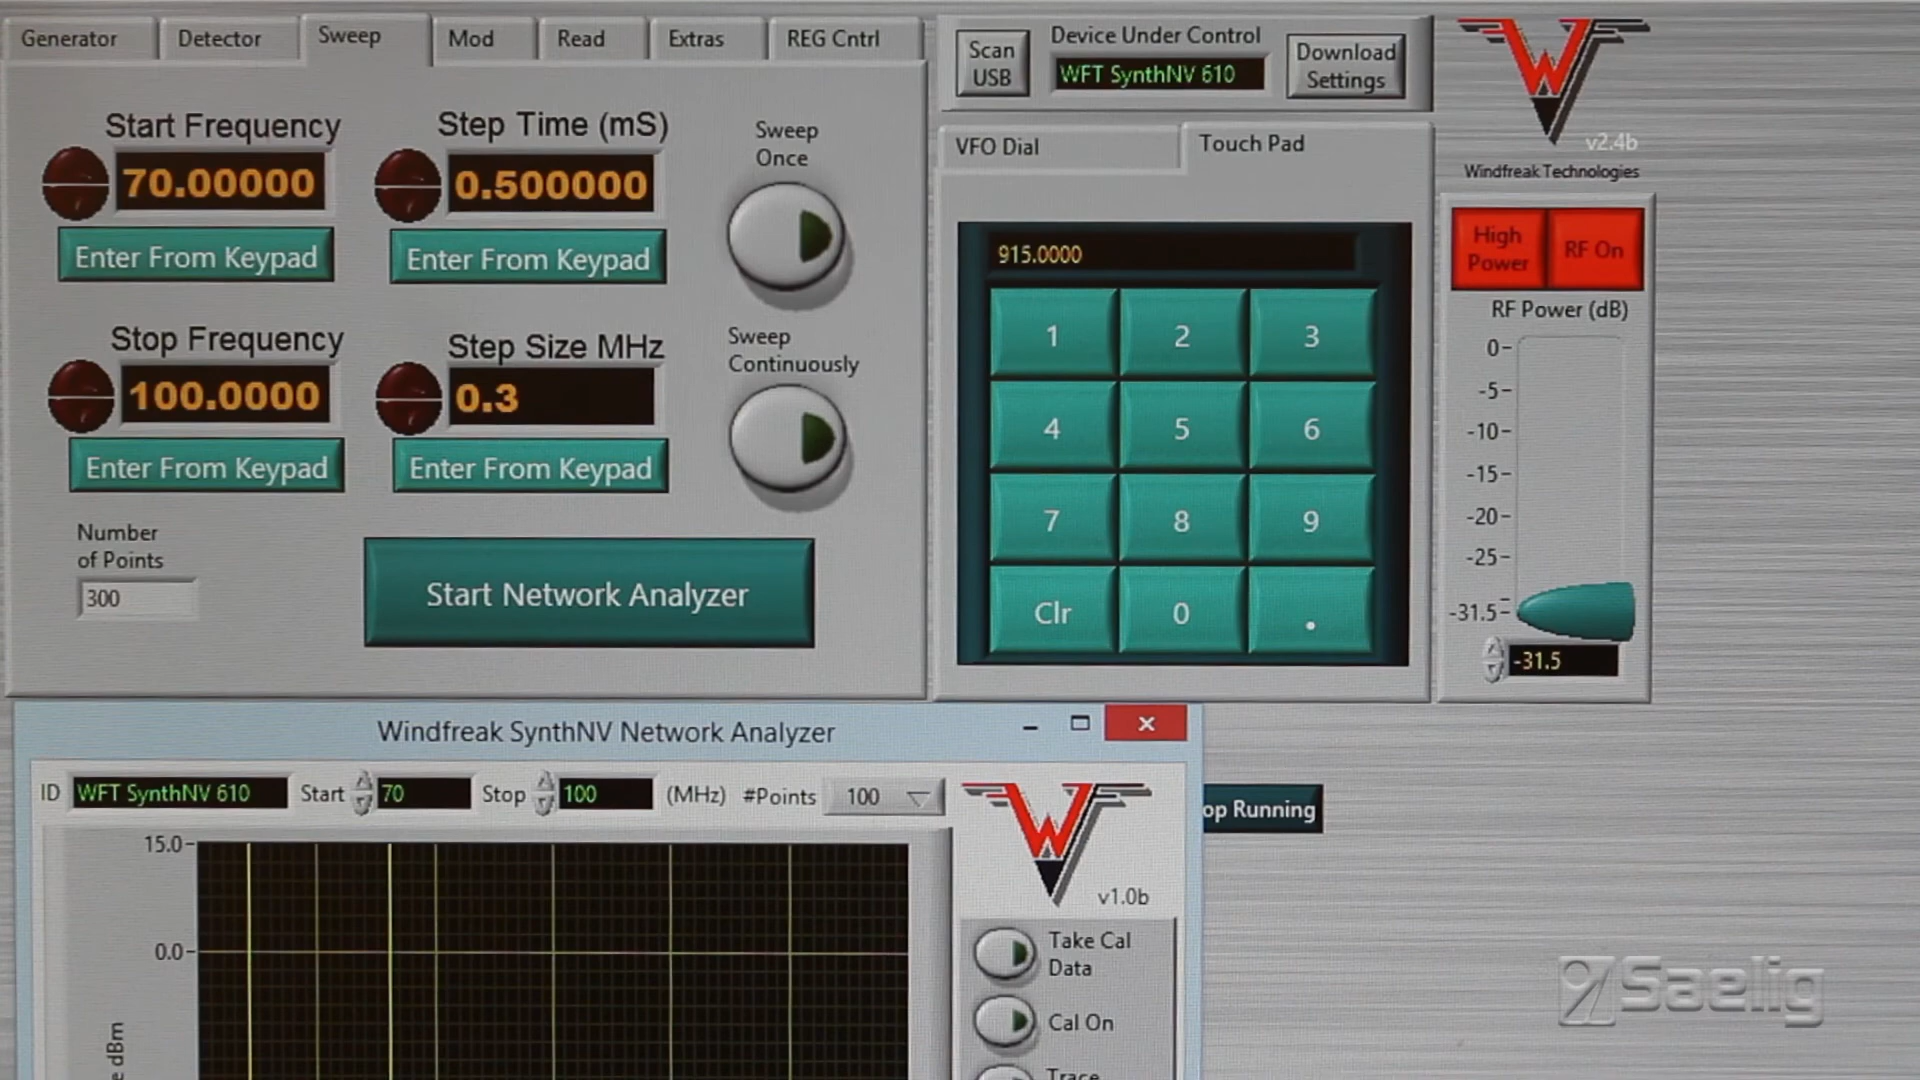 Generator
Detector
Sweep
Mod
Read
Extras
REG Cntrl
Start Frequency
70.00000
Enter From Keypad
Step Time (mS)
0.500000
Enter From Keypad
Sweep
Once
Stop Frequency
100.0000
Enter From Keypad
Step Size MHz
0.3
Enter From Keypad
Sweep
Continuously
Number
of Points
300
Start Network Analyzer
Scan
USB
Device Under Control
WFT SynthNV 610
Download
Settings
VFO Dial
Touch Pad
915.0000
1 2 3
4 5 6
7 8 9
Clr 0 .
W
v2.4b
Windfreak Technologies
High
Power
RF On
RF Power (dB)
0-
-5-
-10-
-15-
-20-
-25-
-31.5-
-31.5
Windfreak SynthNV Network Analyzer
ID WFT SynthNV 610 Start 70 Stop 100 (MHz) #Points 100
op Running
15.0-
0.0-
e dBm
W
v1.0b
Take Cal
Data
Cal On
Trace
Saelig